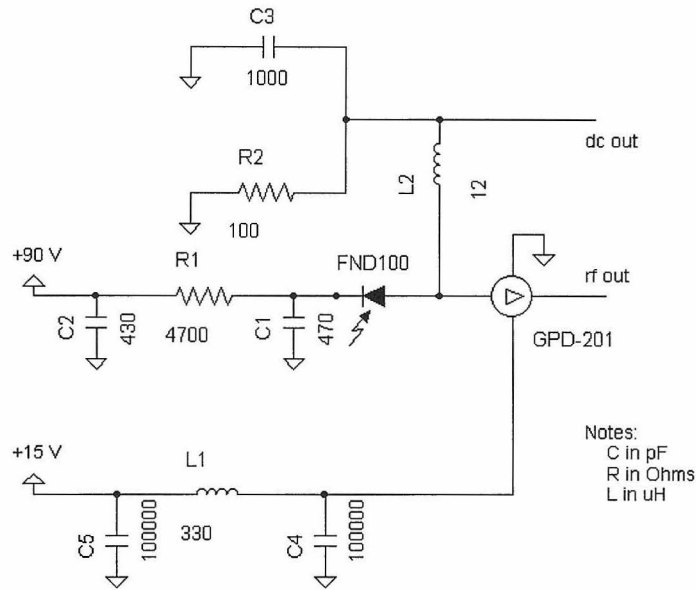 C3
1000
R2
100
L2
12
dc out
+90 V
R1
4700
C2
430
C1
470
FND100
rf out
GPD-201
+15 V
L1
330
C5
100000
C4
100000
Notes:
C in pF
R in Ohms
L in uH